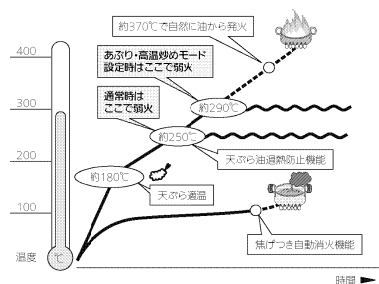 約370℃で自然に油から発火
400
あぶり・高温炒めモード
設定時はここで弱火
通常時は
ここで弱火
300
約290℃
約250℃
200
天ぷら油過熱防止機能
約180℃
天ぷら適温
100
焦げつき自動消火機能
温度
℃
時間